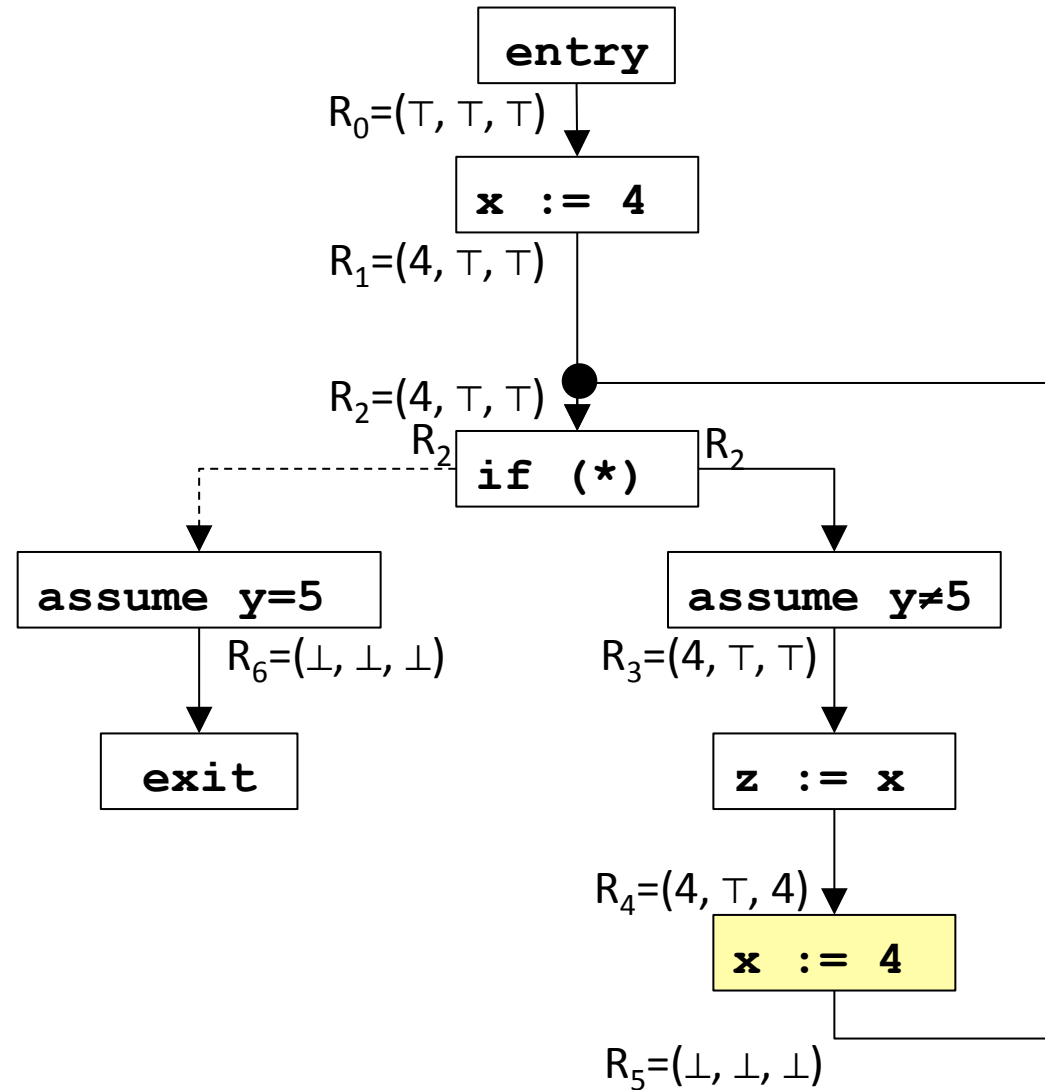 entry
R₀=(⊤, ⊤, ⊤)
x := 4
R₁=(4, ⊤, ⊤)
R₂=(4, ⊤, ⊤)
R₂
if (*)
R₂
assume y=5
assume y≠5
R₆=(⊥, ⊥, ⊥)
R₃=(4, ⊤, ⊤)
exit
z := x
R₄=(4, ⊤, 4)
x := 4
R₅=(⊥, ⊥, ⊥)